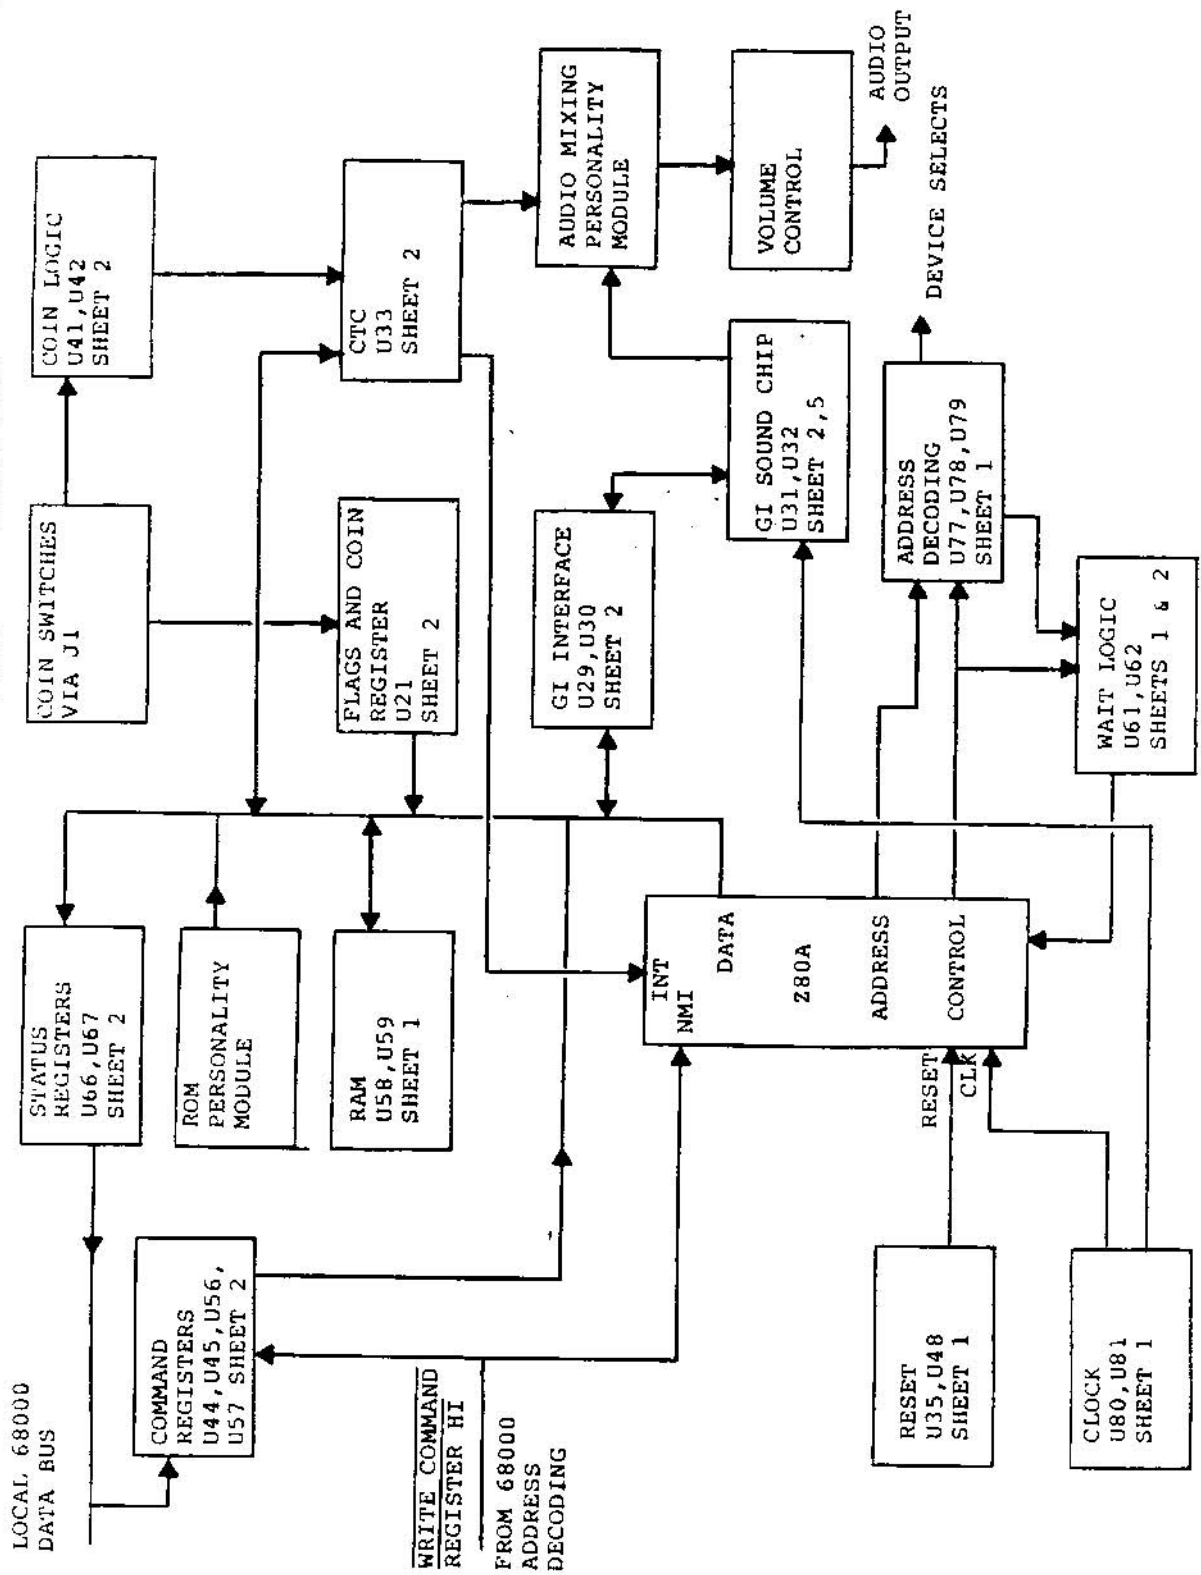 LOCAL 68000
DATA BUS
COMMAND
REGISTERS
U44,U45,U56,
U57 SHEET 2
WRITE COMMAND
REGISTER HI
FROM 68000
ADDRESS
DECODING
RESET
U35,U48
SHEET 1
CLOCK
U80,U81
SHEET 1
STATUS
REGISTERS
U66,U67
SHEET 2
ROM
PERSONALITY
MODULE
RAM
U58,U59
SHEET 1
INT
NMI
DATA
Z80A
ADDRESS
CONTROL
RESET
CLK
COIN SWITCHES
VIA J1
FLAGS AND COIN
REGISTER
U21
SHEET 2
GI INTERFACE
U29,U30
SHEET 2
GI SOUND CHIP
U31,U32
SHEET 2,5
ADDRESS
DECODING
U77,U78,U79
SHEET 1
WAIT LOGIC
U61,U62
SHEETS 1 & 2
COIN LOGIC
U41,U42
SHEET 2
CTC
U33
SHEET 2
AUDIO MIXING
PERSONALITY
MODULE
VOLUME
CONTROL
AUDIO
OUTPUT
DEVICE SELECTS